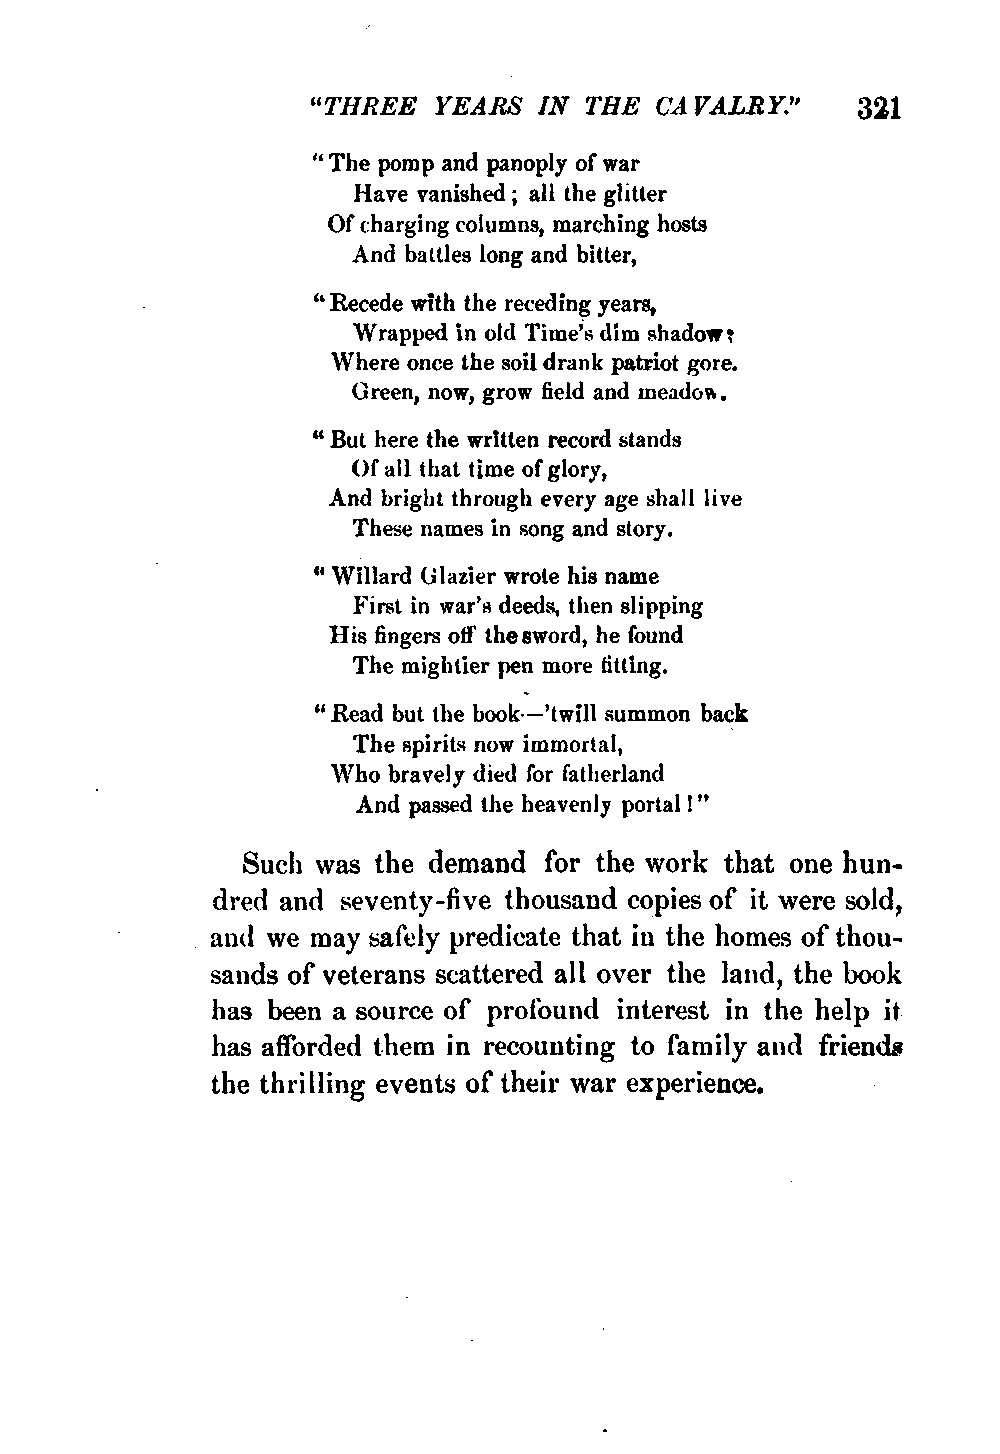 "THREE YEARS IN THE CAVALRY." 321
"The pomp and panoply of war
Have vanished; all the glitter
Of charging columns, marching hosts
And battles long and bitter,
"Recede with the receding years,
Wrapped in old Time's dim shadow;
Where once the soil drank patriot gore.
Green, now, grow field and meadow.
"But here the written record stands
Of all that time of glory,
And bright through every age shall live
These names in song and story.
"Willard Glazier wrote his name
First in war's deeds, then slipping
His fingers off the sword, he found
The mightier pen more fitting.
"Read but the book—'twill summon back
The spirits now immortal,
Who bravely died for fatherland
And passed the heavenly portal!"
Such was the demand for the work that one hun-
dred and seventy-five thousand copies of it were sold,
and we may safely predicate that in the homes of thou-
sands of veterans scattered all over the land, the book
has been a source of profound interest in the help it
has afforded them in recounting to family and friends
the thrilling events of their war experience.